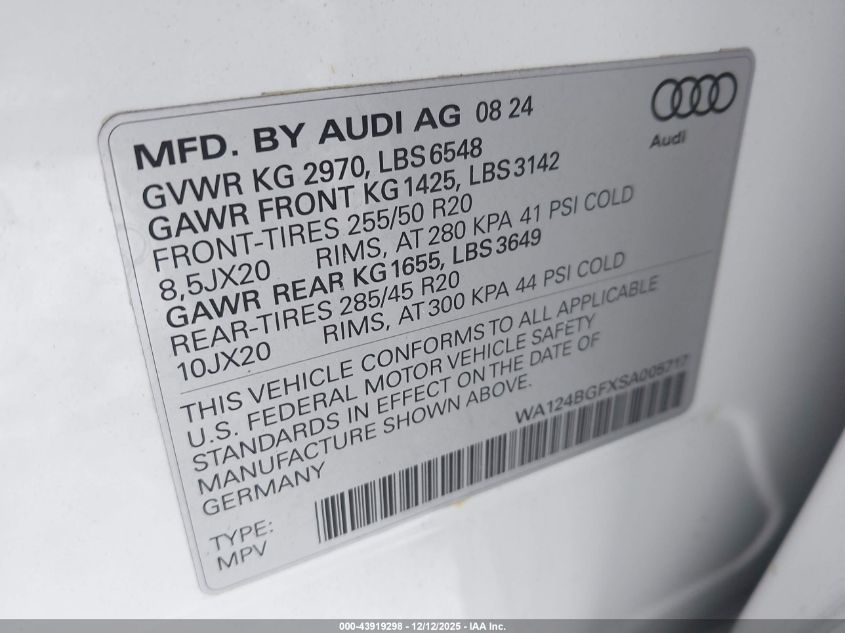 MFD. BY AUDI AG 08 24
Audi
GVWR KG 2970, LBS 6548
GAWR FRONT KG 1425, LBS 3142
FRONT-TIRES 255/50 R20
8,5JX20 RIMS, AT 280 KPA 41 PSI COLD
GAWR REAR KG 1655, LBS 3649
REAR-TIRES 285/45 R20
10JX20 RIMS, AT 300 KPA 44 PSI COLD
THIS VEHICLE CONFORMS TO ALL APPLICABLE
U.S. FEDERAL MOTOR VEHICLE SAFETY
STANDARDS IN EFFECT ON THE DATE OF
MANUFACTURE SHOWN ABOVE.
GERMANY
WA124BGFXSA005717
TYPE:
MPV
000-43919298 - 12/12/2025 - IAA Inc.